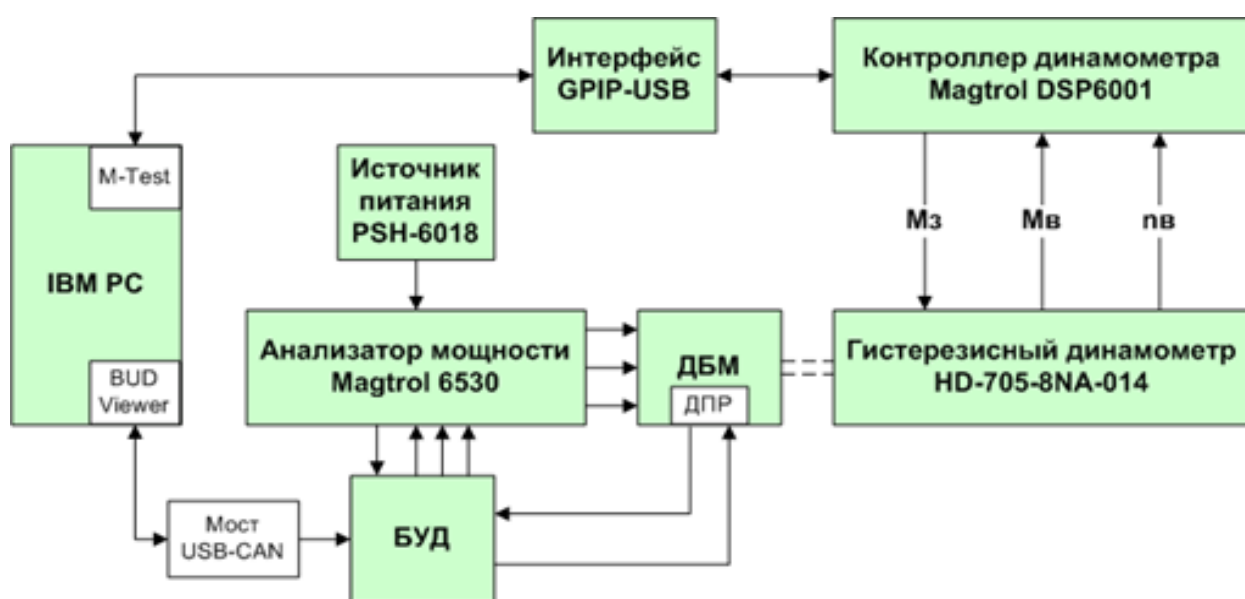 Интерфейс
GPIP-USB
Контроллер динамометра
Magtrol DSP6001
M-Test
Источник
питания
PSH-6018
Мз
Мв
nв
IBM PC
Анализатор мощности
Magtrol 6530
ДБМ
ДПР
Гистерезисный динамометр
HD-705-8NA-014
BUD
Viewer
Мост
USB-CAN
БУД